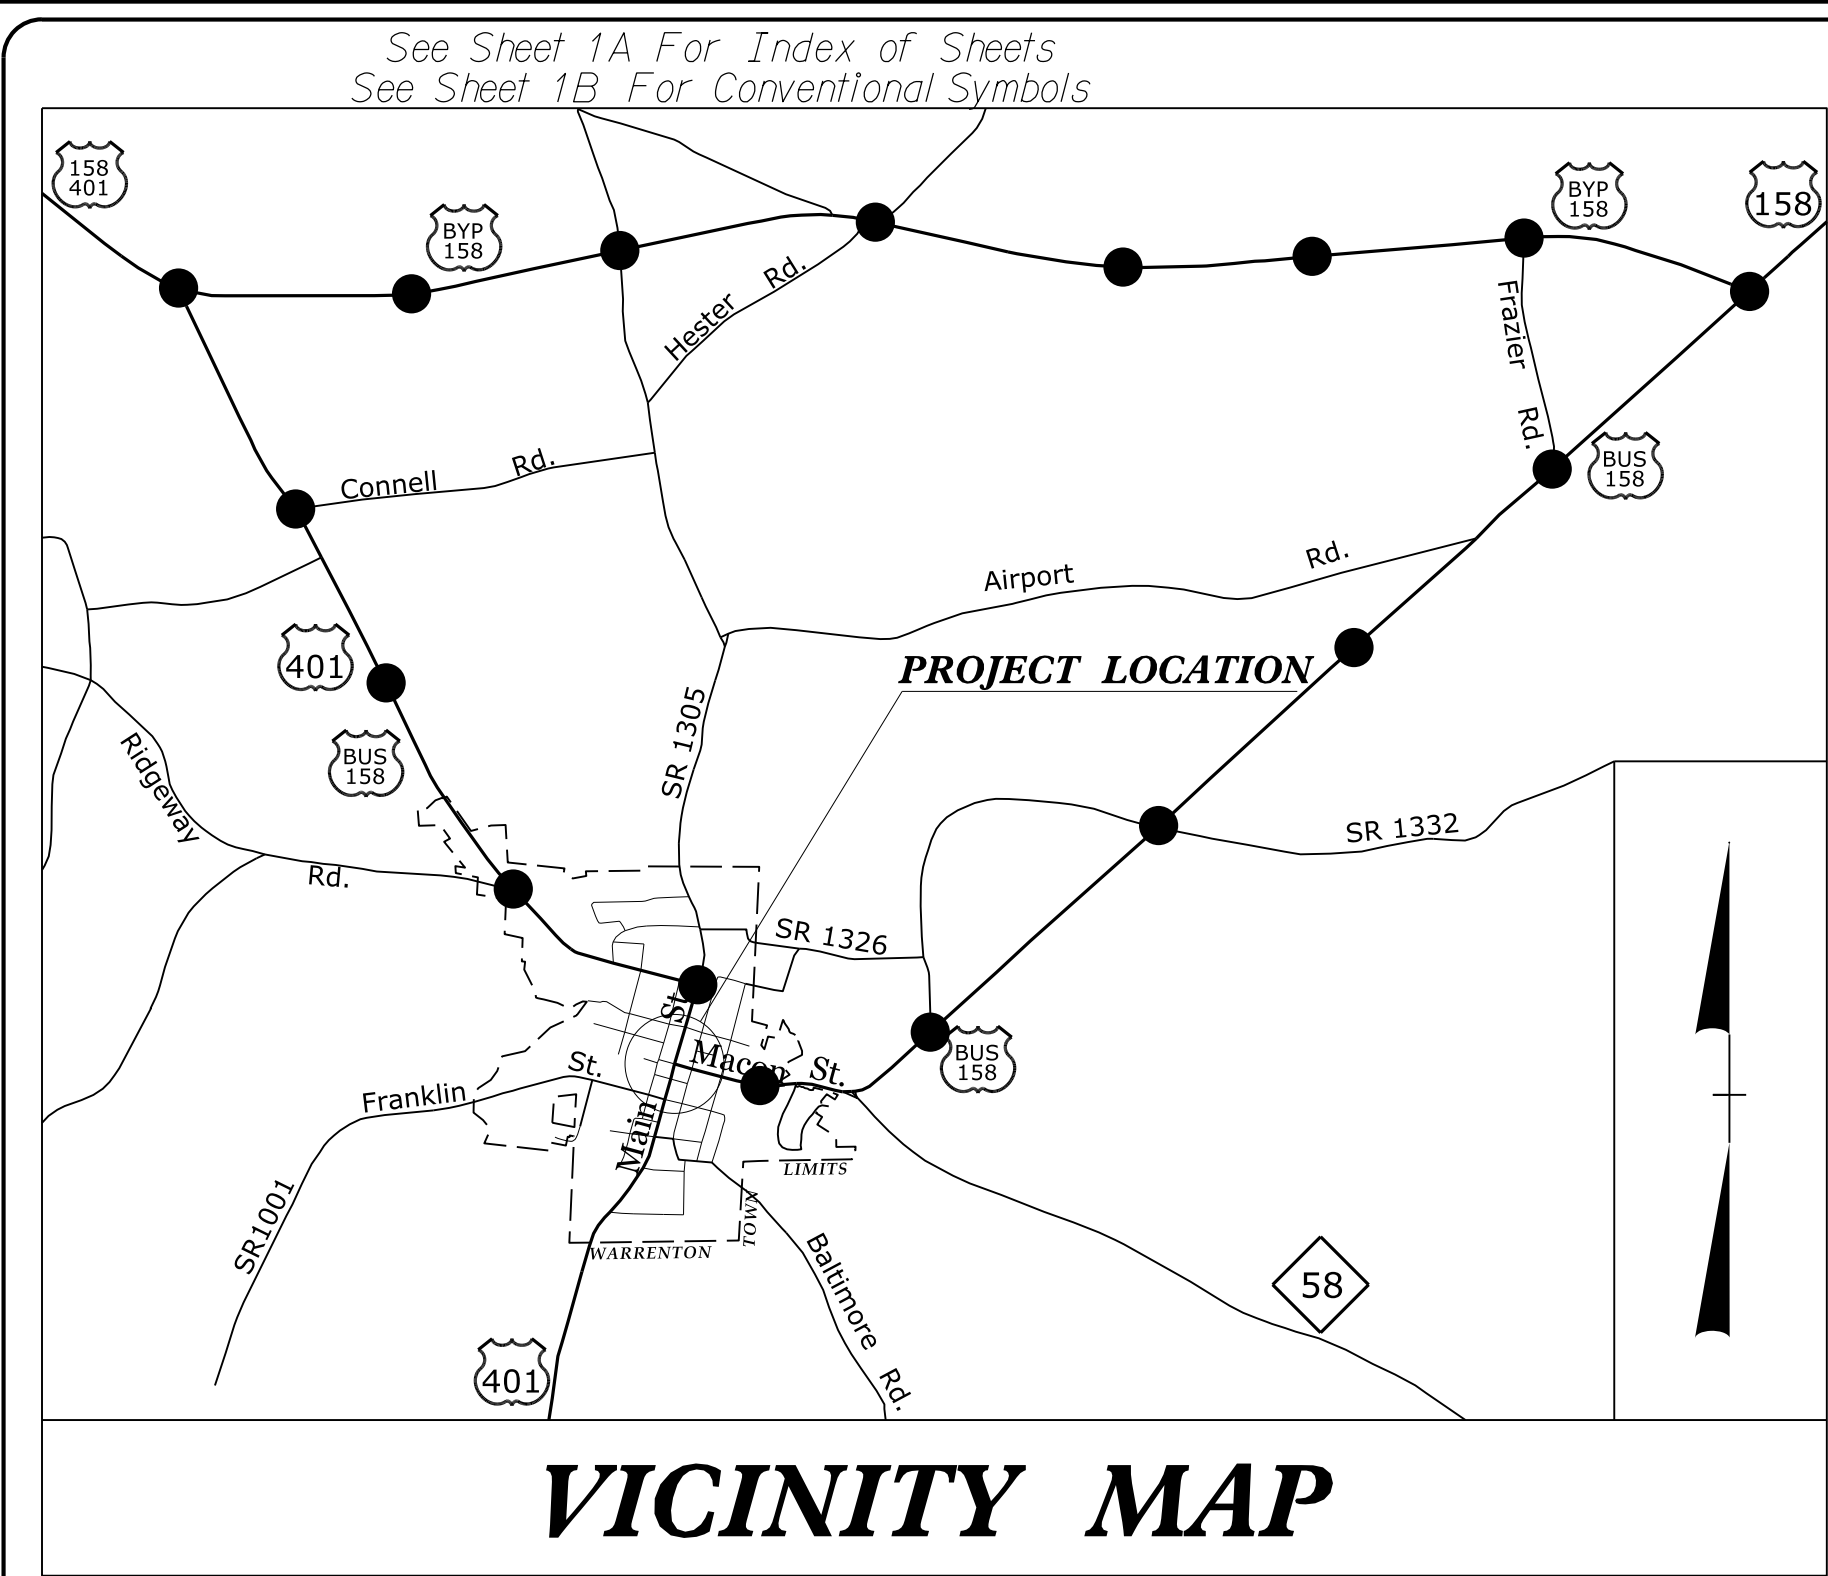 See Sheet 1A For Index of Sheets
See Sheet 1B For Conventional Symbols
158
401
BYP
158
BYP
158
158
Hester Rd.
Frazier Rd.
Connell Rd.
BUS
158
Airport Rd.
401
PROJECT LOCATION
SR 1305
BUS
158
Ridgeway Rd.
SR 1332
SR 1326
Main St.
Macon St.
BUS
158
Franklin St.
LIMITS
TOWN
WARRENTON
SR1001
Baltimore Rd.
58
401
VICINITY MAP